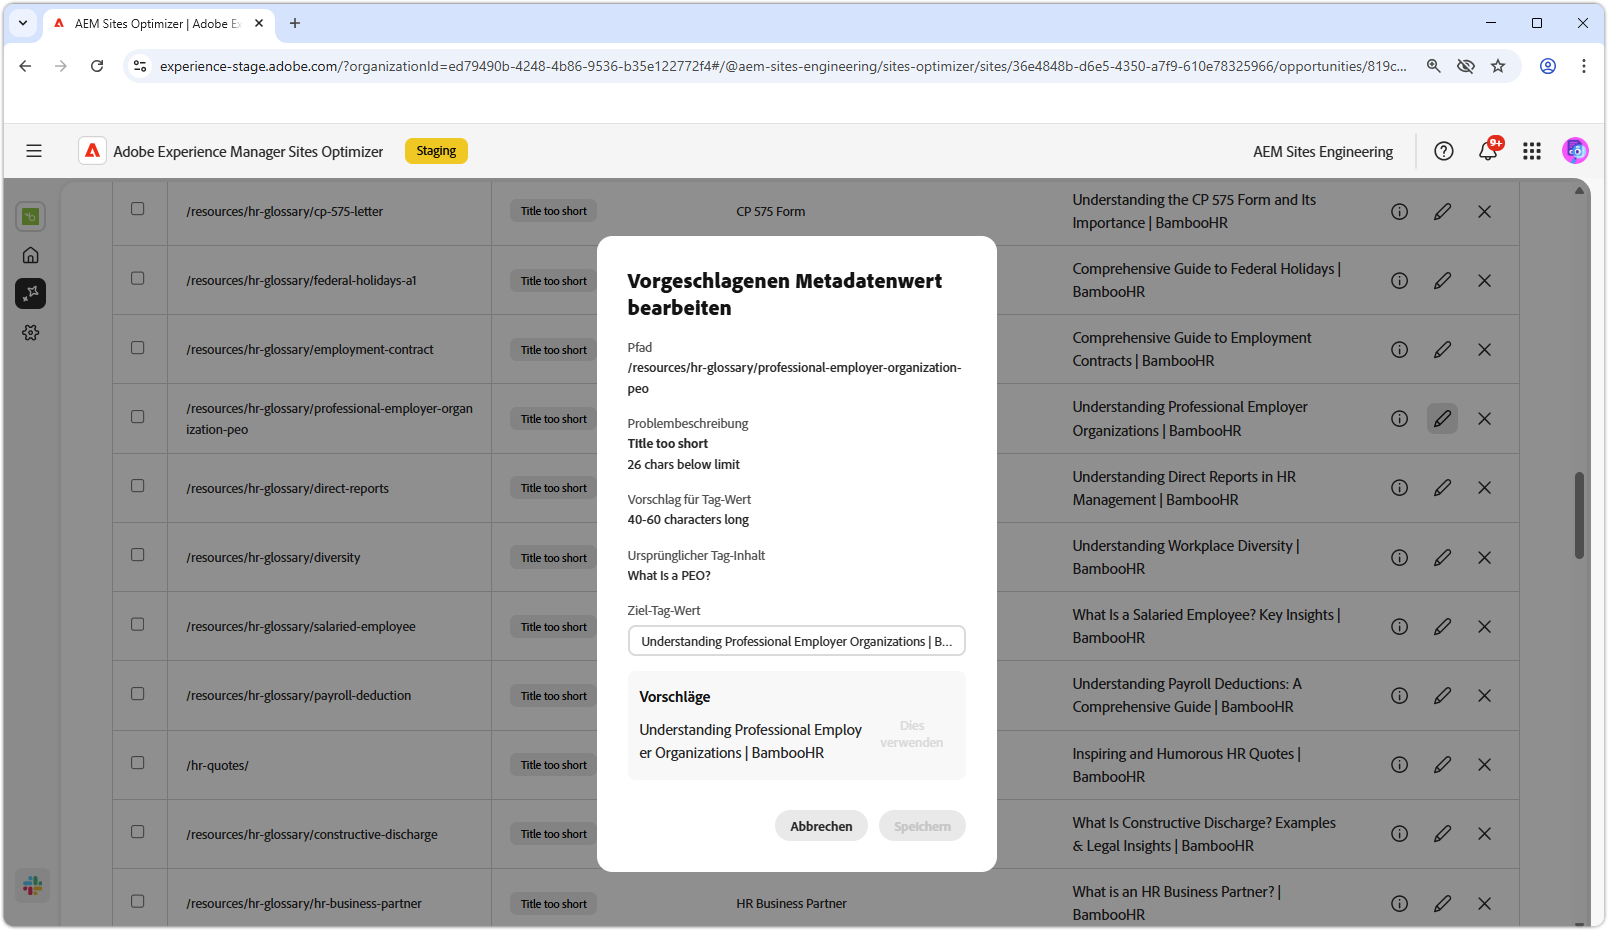 AEM Sites Optimizer | Adobe Ex
experience-stage.adobe.com/?organizationId=ed79490b-4248-4b86-9536-b35e122772f4#/@aem-sites-engineering/sites-optimizer/sites/36e4848b-d6e5-4350-a7f9-610e78325966/opportunities/819c...
Adobe Experience Manager Sites Optimizer
Staging
AEM Sites Engineering
9+
/resources/hr-glossary/cp-575-letter
Title too short
CP 575 Form
Understanding the CP 575 Form and Its
Importance | BambooHR
/resources/hr-glossary/federal-holidays-a1
Title too short
Comprehensive Guide to Federal Holidays |
BambooHR
/resources/hr-glossary/employment-contract
Title too short
Comprehensive Guide to Employment
Contracts | BambooHR
/resources/hr-glossary/professional-employer-organ
ization-peo
Title too short
Understanding Professional Employer
Organizations | BambooHR
/resources/hr-glossary/direct-reports
Title too short
Understanding Direct Reports in HR
Management | BambooHR
/resources/hr-glossary/diversity
Title too short
Understanding Workplace Diversity |
BambooHR
/resources/hr-glossary/salaried-employee
Title too short
What Is a Salaried Employee? Key Insights |
BambooHR
/resources/hr-glossary/payroll-deduction
Title too short
Understanding Payroll Deductions: A
Comprehensive Guide | BambooHR
/hr-quotes/
Title too short
Inspiring and Humorous HR Quotes |
BambooHR
/resources/hr-glossary/constructive-discharge
Title too short
What Is Constructive Discharge? Examples
& Legal Insights | BambooHR
/resources/hr-glossary/hr-business-partner
Title too short
HR Business Partner
What is an HR Business Partner? |
BambooHR
Vorgeschlagenen Metadatenwert
bearbeiten
Pfad
/resources/hr-glossary/professional-employer-organization-
peo
Problembeschreibung
Title too short
26 chars below limit
Vorschlag für Tag-Wert
40-60 characters long
Ursprünglicher Tag-Inhalt
What Is a PEO?
Ziel-Tag-Wert
Understanding Professional Employer Organizations | B...
Vorschläge
Understanding Professional Employ
er Organizations | BambooHR
Dies
verwenden
Abbrechen
Speichern